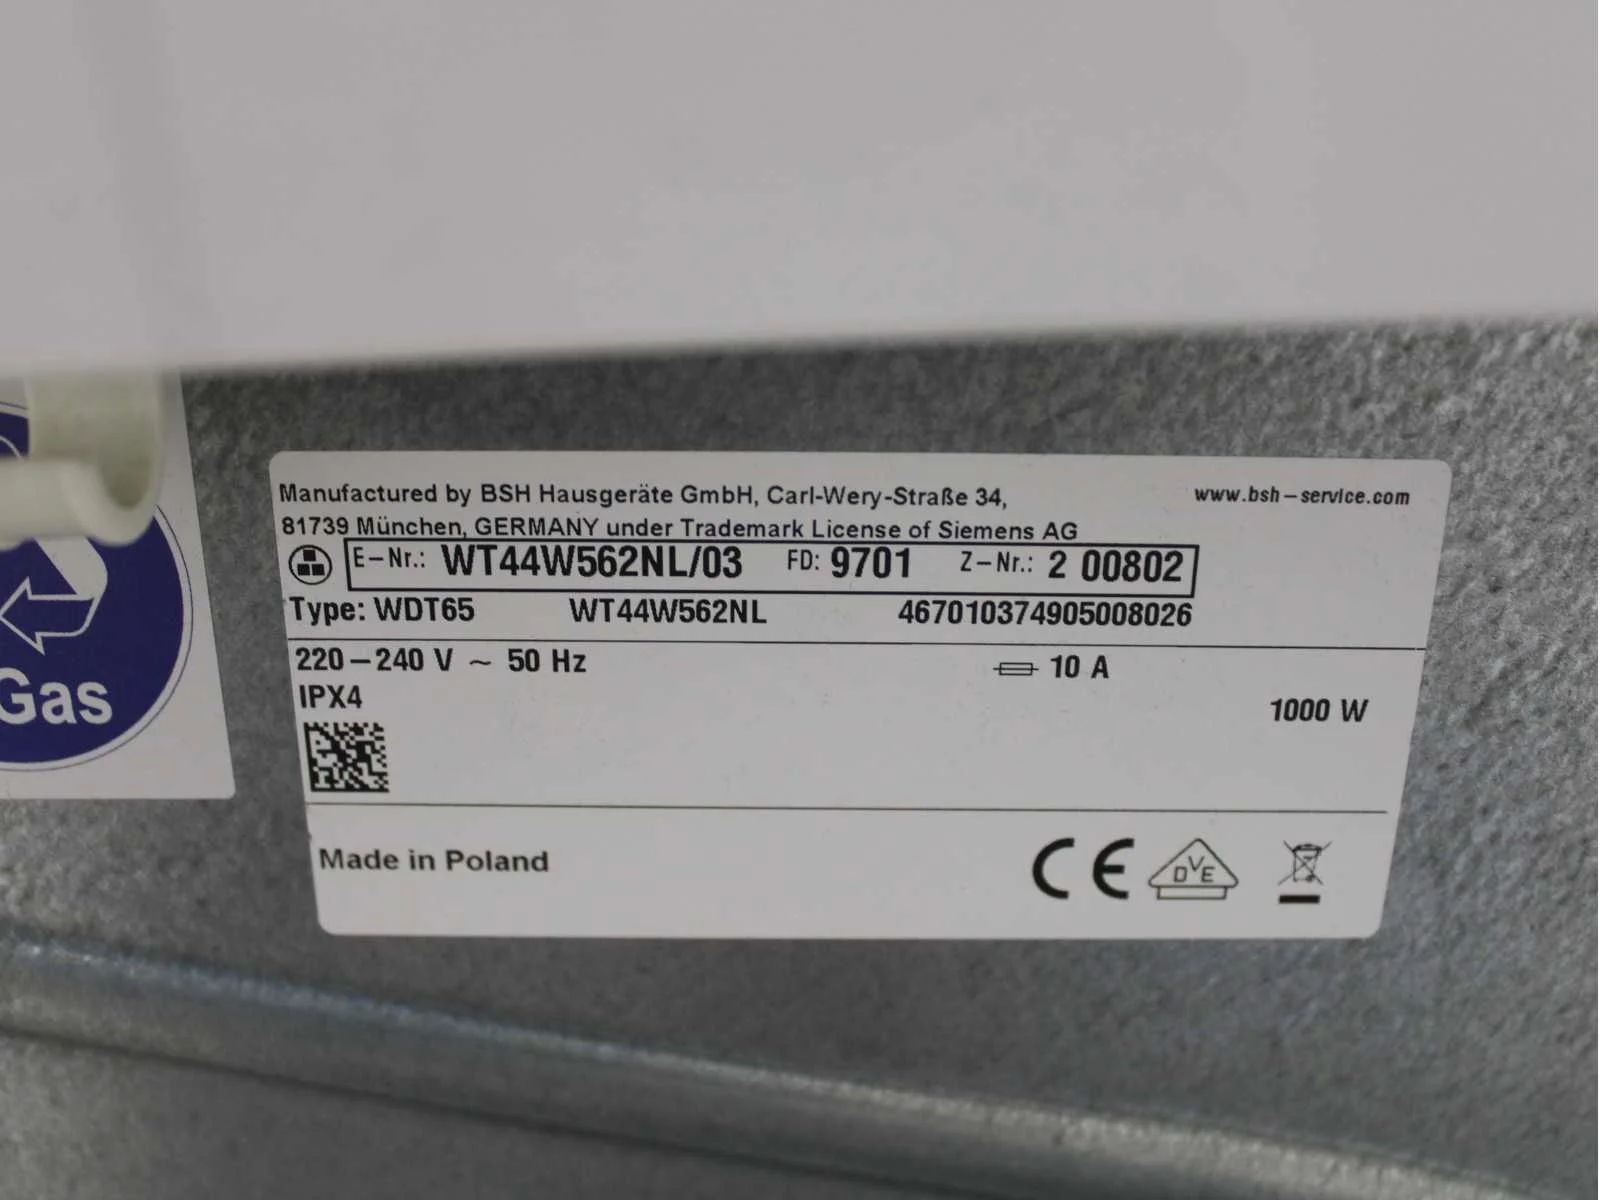 Manufactured by BSH Hausgeräte GmbH, Carl-Wery-Straße 34, www.bsh-service.com
81739 München, GERMANY under Trademark License of Siemens AG
E-Nr.: WT44W562NL/03 FD: 9701 Z-Nr.: 2 00802
Type: WDT65 WT44W562NL 467010374905008026
220-240 V ~ 50 Hz 10 A
IPX4
1000 W
Gas
Made in Poland
CE DVE